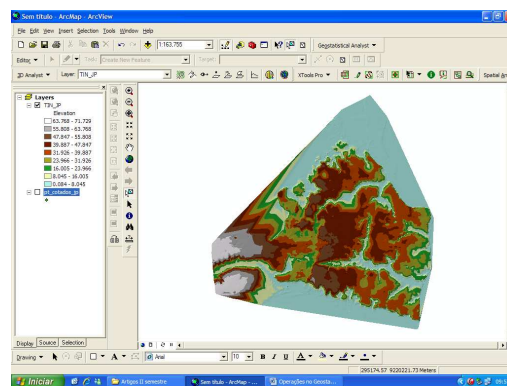 Sem título - ArcMap - ArcView
File Edit View Insert Selection Tools Window Help
1:163.755
Geostatistical Analyst
Editor Task: Create New Feature Target:
3D Analyst Layer: TIN_JP XTools Pro Spatial An
Layers
TIN_JP
Elevation
63.768 - 71.729
55.808 - 63.768
47.847 - 55.808
39.887 - 47.847
31.926 - 39.887
23.966 - 31.926
16.005 - 23.966
8.045 - 16.005
0.084 - 8.045
pt_cotados_jp
Display Source Selection
Drawing A Arial 10 B I U A
295174.57 9220221.73 Meters
Iniciar Artigos II semestre Sem título - ArcMap - ... Operações no Geosta...